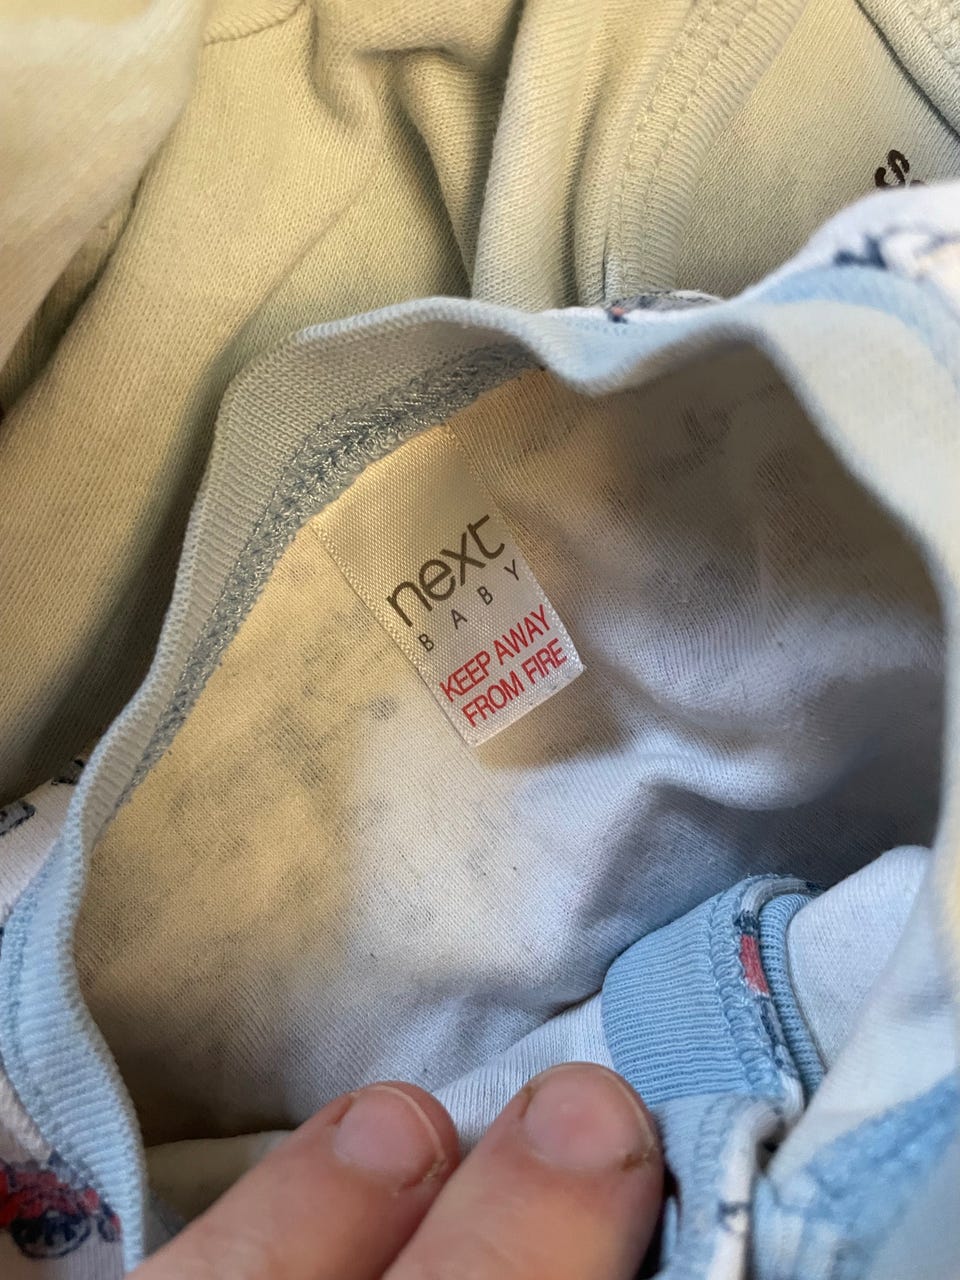 next
BABY
KEEP AWAY
FROM FIRE